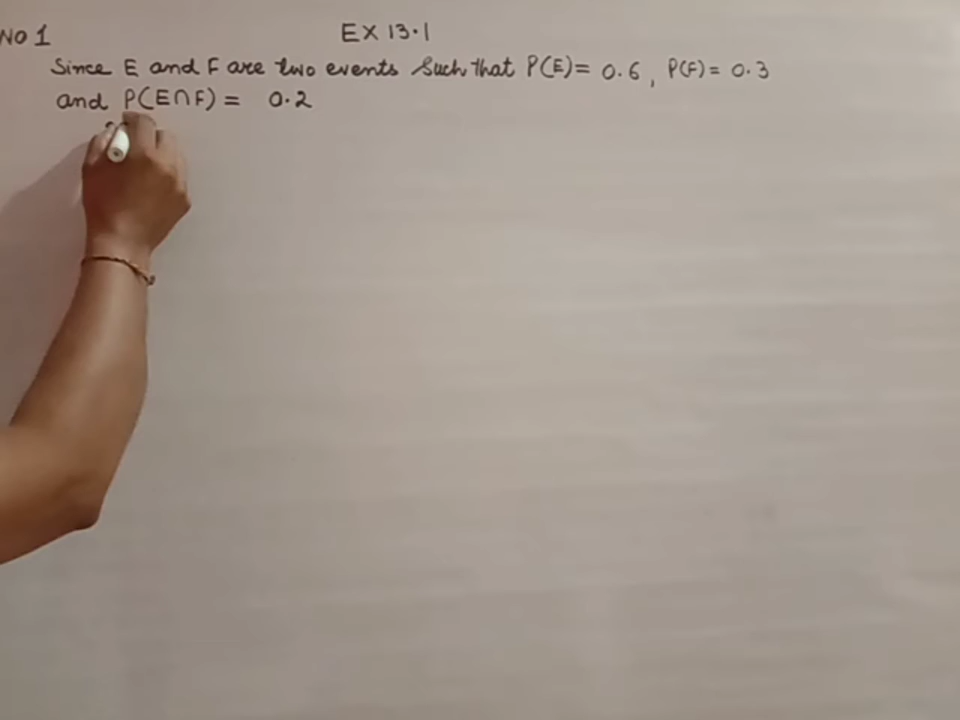 NO 1 EX 13.1
Since E and F are two events Such that P(E)= 0.6, P(F)= 0.3
and P(E∩F) = 0.2